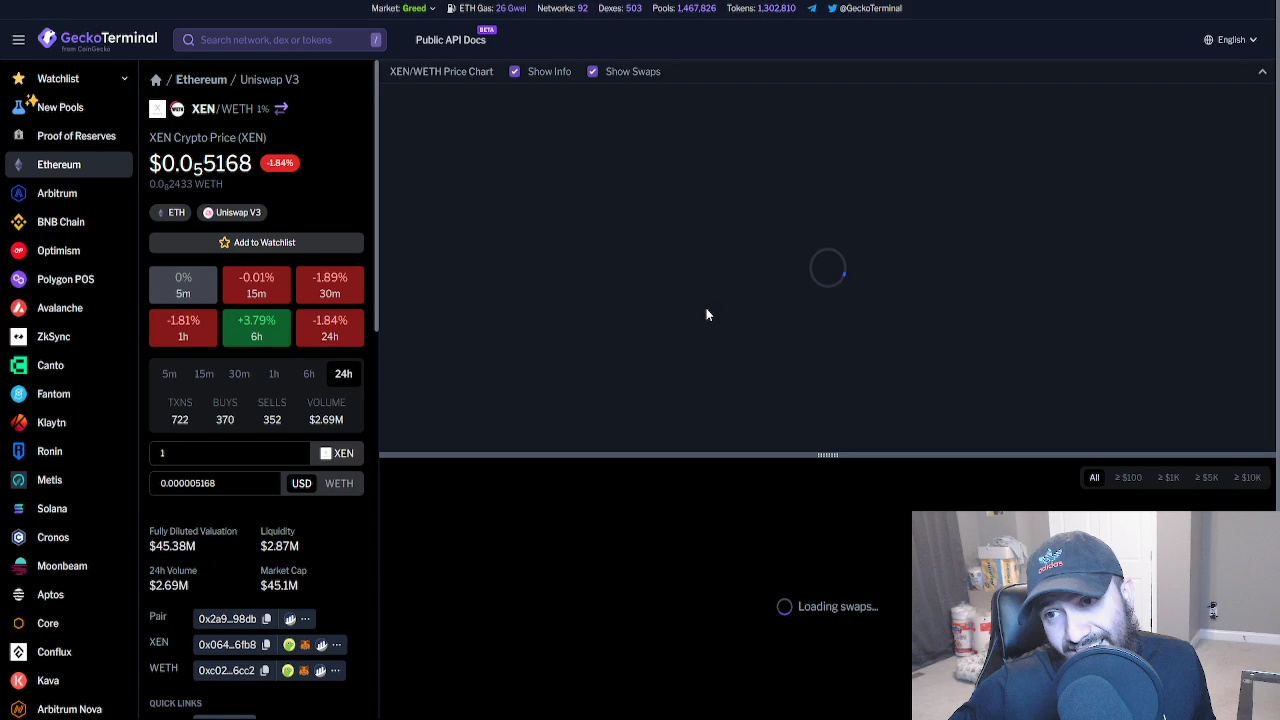 Market: Greed
ETH Gas: 26 Gwei
Networks: 92
Dexes: 503
Pools: 1,467,826
Tokens: 1,302,810
@GeckoTerminal
GeckoTerminal
from CoinGecko
Search network, dex or tokens
/
Public API Docs
BETA
English
Watchlist
New Pools
Proof of Reserves
Ethereum
Arbitrum
BNB Chain
Optimism
Polygon POS
Avalanche
ZkSync
Canto
Fantom
Klaytn
Ronin
Metis
Solana
Cronos
Moonbeam
Aptos
Core
Conflux
Kava
Arbitrum Nova
/ Ethereum / Uniswap V3
XEN/WETH 1%
XEN Crypto Price (XEN)
$0.0₅5168
-1.84%
0.0₈2433 WETH
ETH
Uniswap V3
Add to Watchlist
0%
5m
-0.01%
15m
-1.89%
30m
-1.81%
1h
+3.79%
6h
-1.84%
24h
5m 15m 30m 1h 6h 24h
TXNS BUYS SELLS VOLUME
722 370 352 $2.69M
1 XEN
0.000005168 USD WETH
Fully Diluted Valuation
$45.38M
Liquidity
$2.87M
24h Volume
$2.69M
Market Cap
$45.1M
Pair 0x2a9...98db
XEN 0x064...6fb8
WETH 0xc02...6cc2
QUICK LINKS
XEN/WETH Price Chart
Show Info
Show Swaps
All ≥ $100 ≥ $1K ≥ $5K ≥ $10K
Loading swaps...
adidas